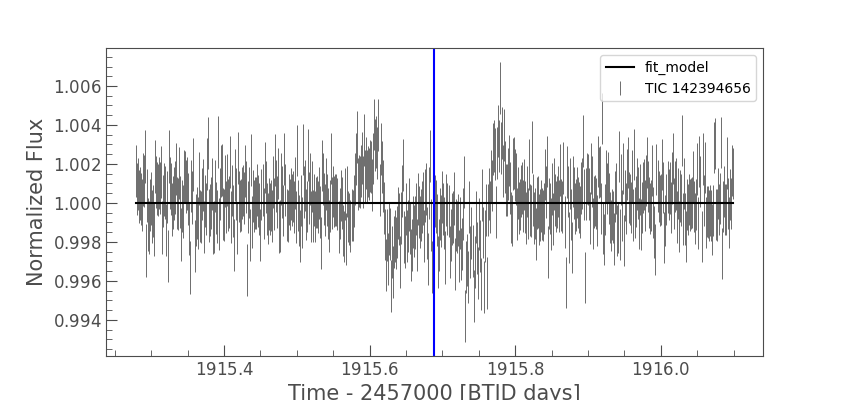 fit_model
TIC 142394656
1.006
1.004
1.002
1.000
0.998
0.996
0.994
Normalized Flux
1915.4
1915.6
1915.8
1916.0
Time - 2457000 [BTJD days]